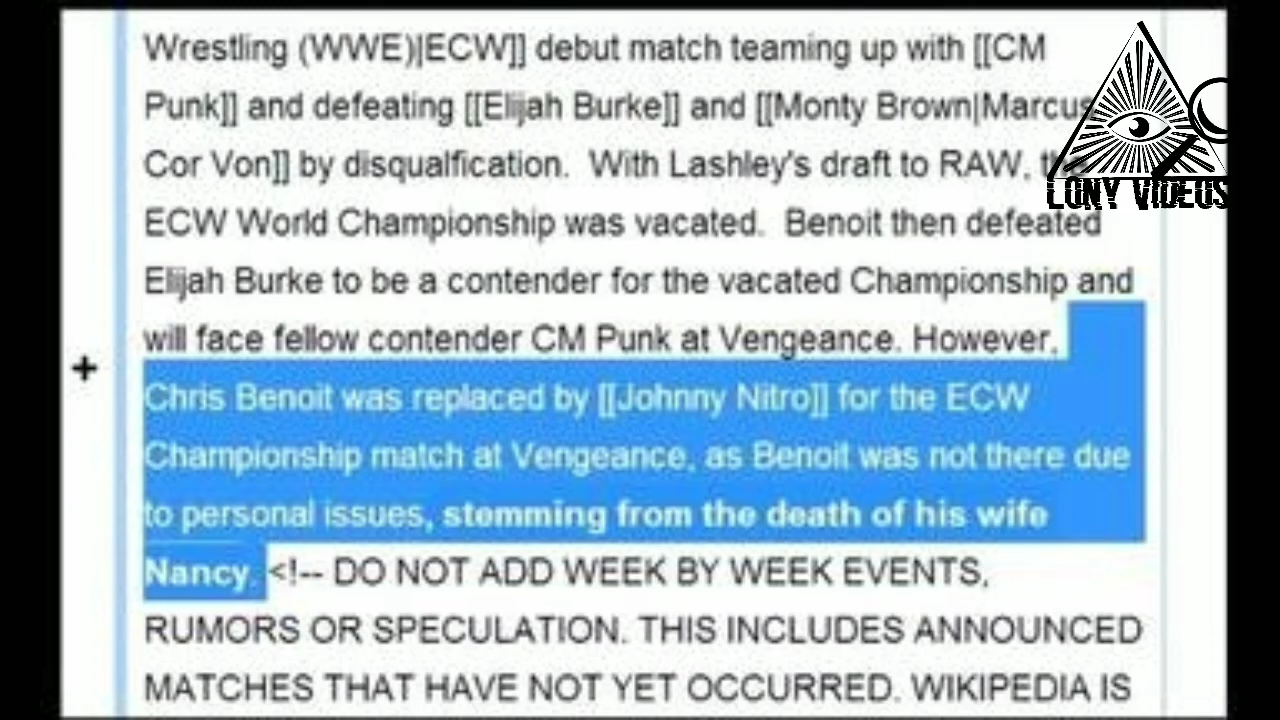 Wrestling (WWE)|ECW]] debut match teaming up with [[CM
Punk]] and defeating [[Elijah Burke]] and [[Monty Brown|Marcus
Cor Von]] by disqualfication.  With Lashley's draft to RAW, the
ECW World Championship was vacated.  Benoit then defeated
Elijah Burke to be a contender for the vacated Championship and
will face fellow contender CM Punk at Vengeance. However,
Chris Benoit was replaced by [[Johnny Nitro]] for the ECW
Championship match at Vengeance, as Benoit was not there due
to personal issues, stemming from the death of his wife
Nancy. <!-- DO NOT ADD WEEK BY WEEK EVENTS,
RUMORS OR SPECULATION. THIS INCLUDES ANNOUNCED
MATCHES THAT HAVE NOT YET OCCURRED. WIKIPEDIA IS
+
LONY VIDEOS